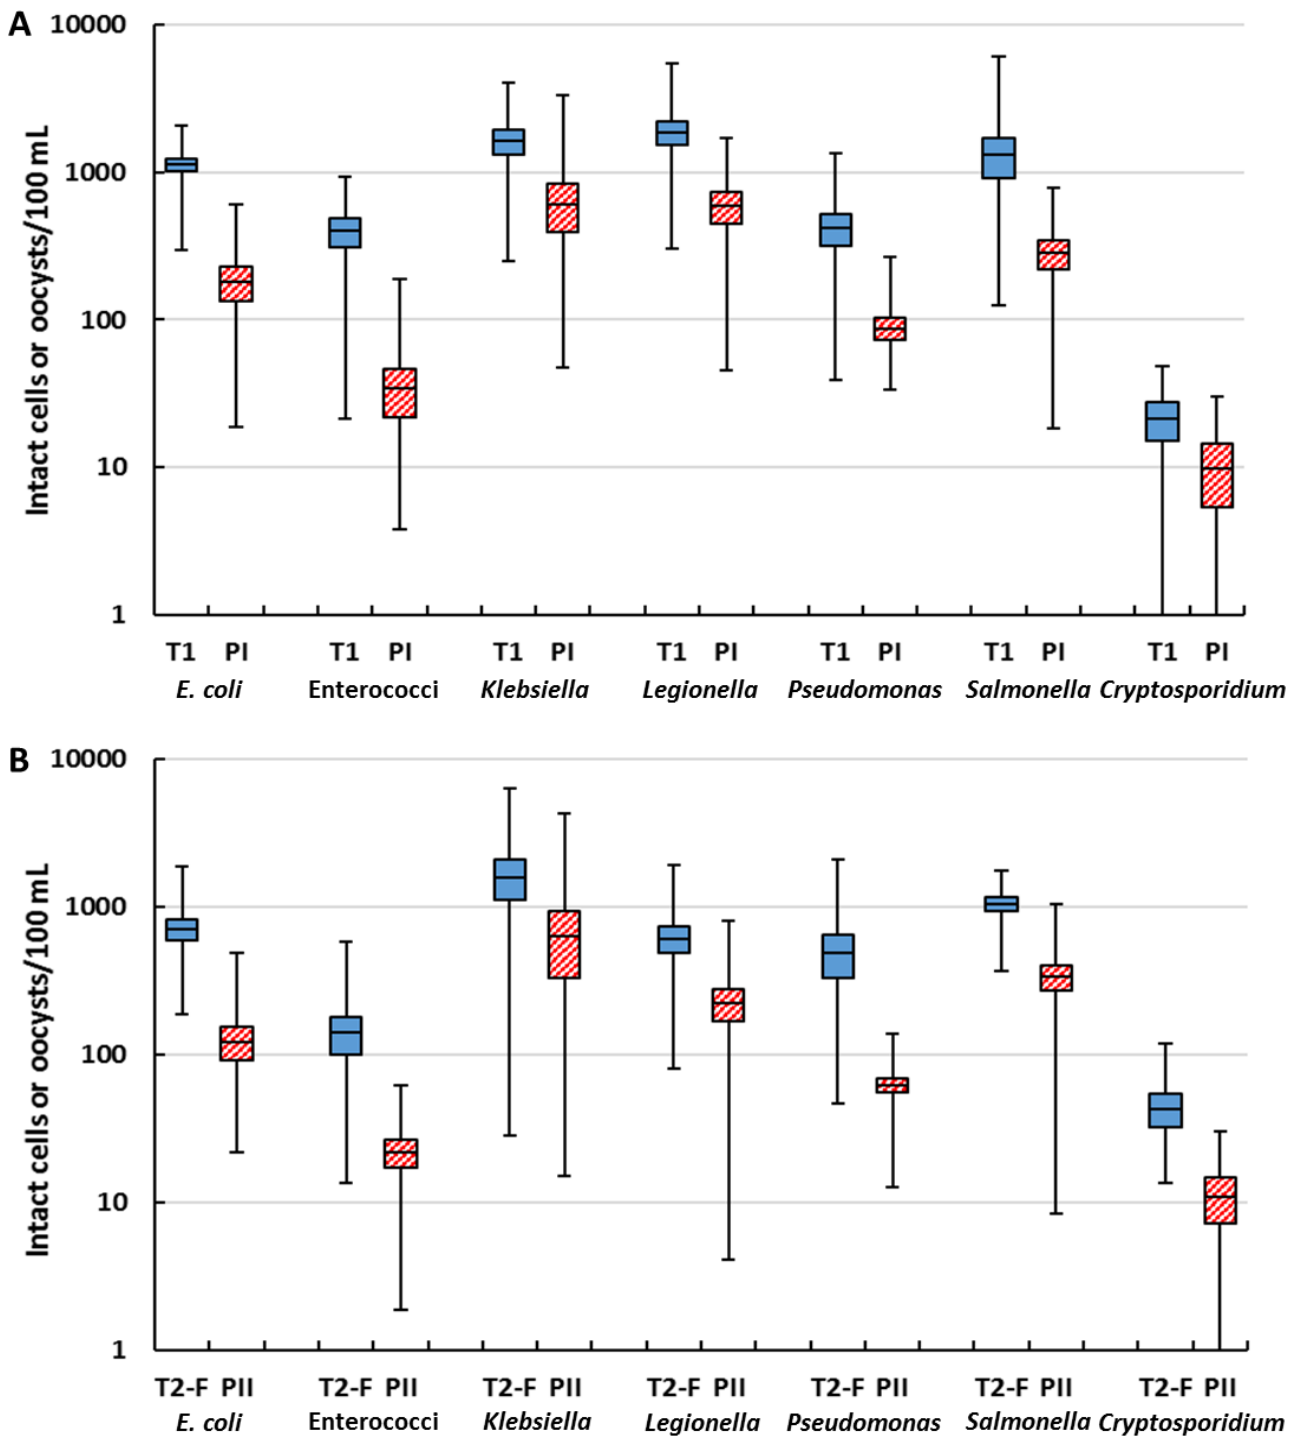 A
10000
1000
100
10
1
Intact cells or oocysts/100 mL
T1 PI T1 PI T1 PI T1 PI T1 PI T1 PI T1 PI
E. coli Enterococci Klebsiella Legionella Pseudomonas Salmonella Cryptosporidium
B
10000
1000
100
10
1
Intact cells or oocysts/100 mL
T2-F PII T2-F PII T2-F PII T2-F PII T2-F PII T2-F PII T2-F PII
E. coli Enterococci Klebsiella Legionella Pseudomonas Salmonella Cryptosporidium